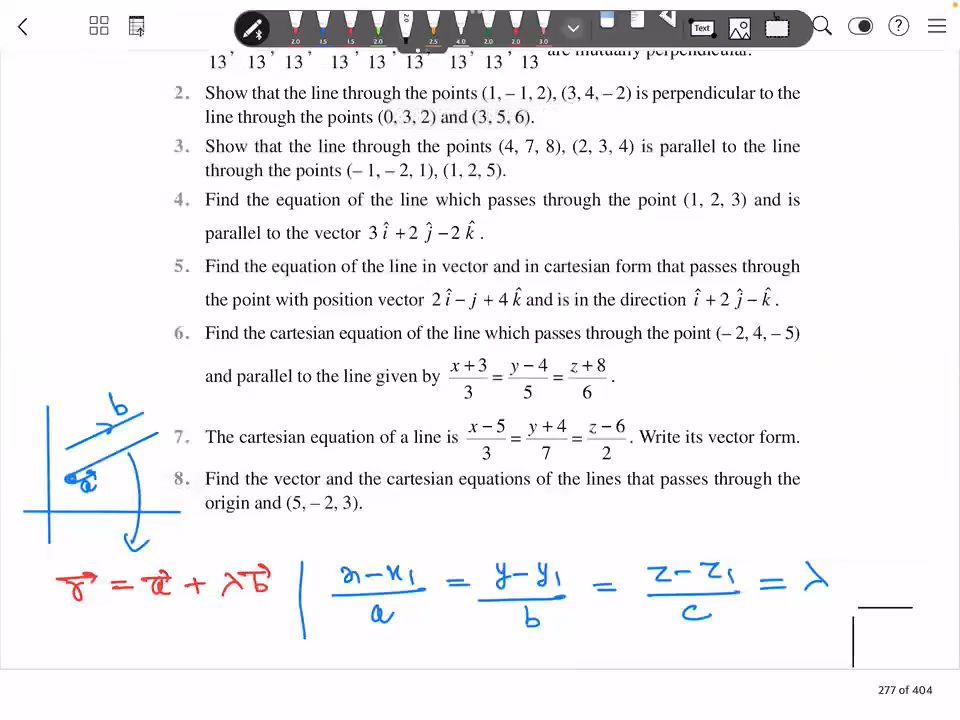 Text
13 ' 13 ' 13 ' 13 ' 13 ' 13 ' 13 ' 13 ' 13 are mutually perpendicular.
2. Show that the line through the points (1, – 1, 2), (3, 4, – 2) is perpendicular to the
line through the points (0, 3, 2) and (3, 5, 6).
3. Show that the line through the points (4, 7, 8), (2, 3, 4) is parallel to the line
through the points (– 1, – 2, 1), (1, 2, 5).
4. Find the equation of the line which passes through the point (1, 2, 3) and is
parallel to the vector 3 î + 2 ĵ – 2 k̂ .
5. Find the equation of the line in vector and in cartesian form that passes through
the point with position vector 2 î – j + 4 k̂ and is in the direction î + 2 ĵ – k̂ .
6. Find the cartesian equation of the line which passes through the point (– 2, 4, – 5)
and parallel to the line given by (x + 3)/3 = (y – 4)/5 = (z + 8)/6 .
7. The cartesian equation of a line is (x – 5)/3 = (y + 4)/7 = (z – 6)/2 . Write its vector form.
8. Find the vector and the cartesian equations of the lines that passes through the
origin and (5, – 2, 3).
b
a⃗
r⃗ = a⃗ + λb⃗ | (x – x₁)/a = (y – y₁)/b = (z – z₁)/c = λ
277 of 404